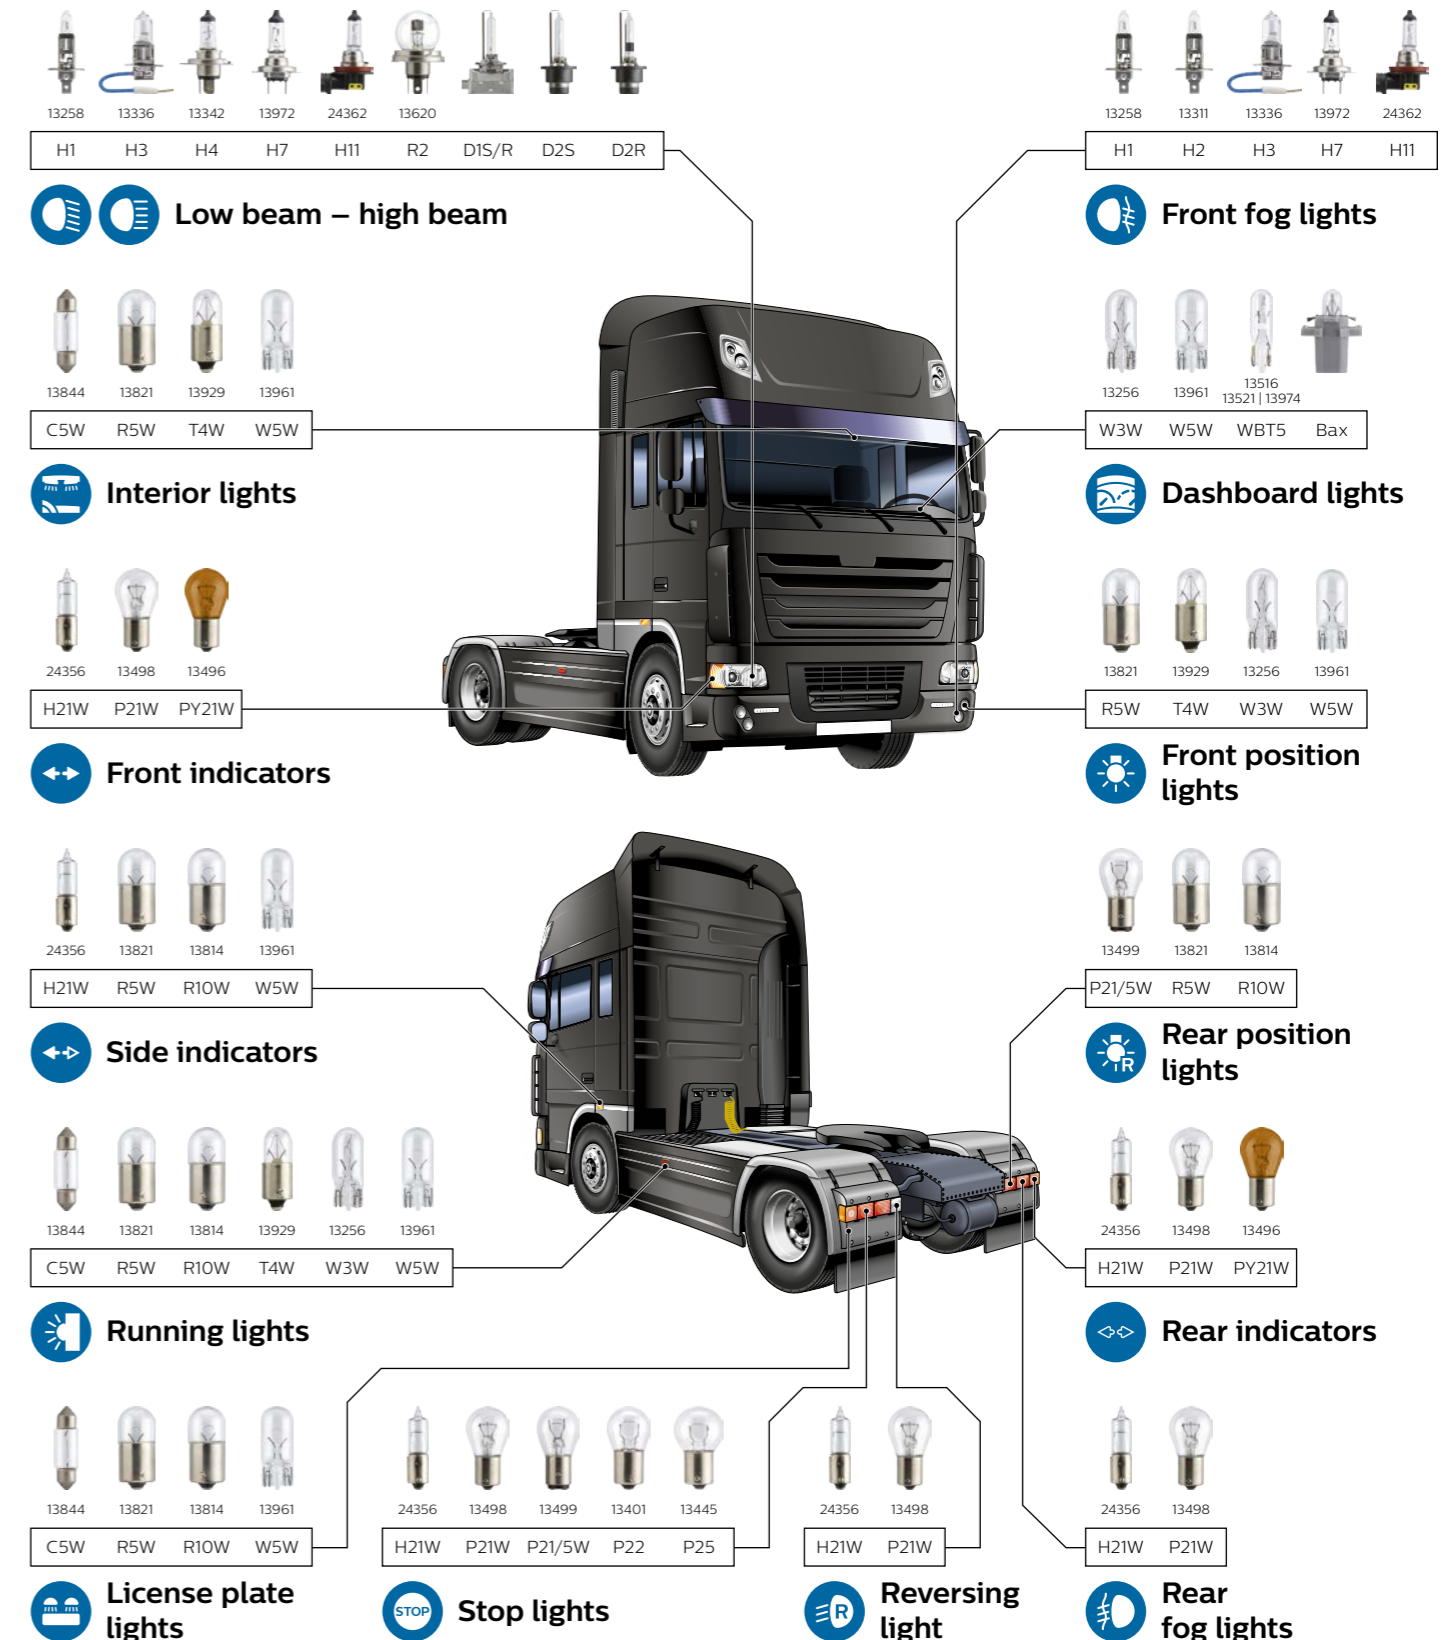 13258 13336 13342 13972 24362 13620
H1 H3 H4 H7 H11 R2 D1S/R D2S D2R
Low beam – high beam
13258 13311 13336 13972 24362
H1 H2 H3 H7 H11
Front fog lights
13844 13821 13929 13961
C5W R5W T4W W5W
Interior lights
13256 13961 13516
13521 | 13974
W3W W5W WBT5 Bax
Dashboard lights
24356 13498 13496
H21W P21W PY21W
Front indicators
13821 13929 13256 13961
R5W T4W W3W W5W
Front position
lights
24356 13821 13814 13961
H21W R5W R10W W5W
Side indicators
13499 13821 13814
P21/5W R5W R10W
R
Rear position
lights
13844 13821 13814 13929 13256 13961
C5W R5W R10W T4W W3W W5W
Running lights
24356 13498 13496
H21W P21W PY21W
Rear indicators
13844 13821 13814 13961
C5W R5W R10W W5W
License plate
lights
24356 13498 13499 13401 13445
H21W P21W P21/5W P22 P25
STOP
Stop lights
24356 13498
H21W P21W
R
Reversing
light
24356 13498
H21W P21W
Rear
fog lights